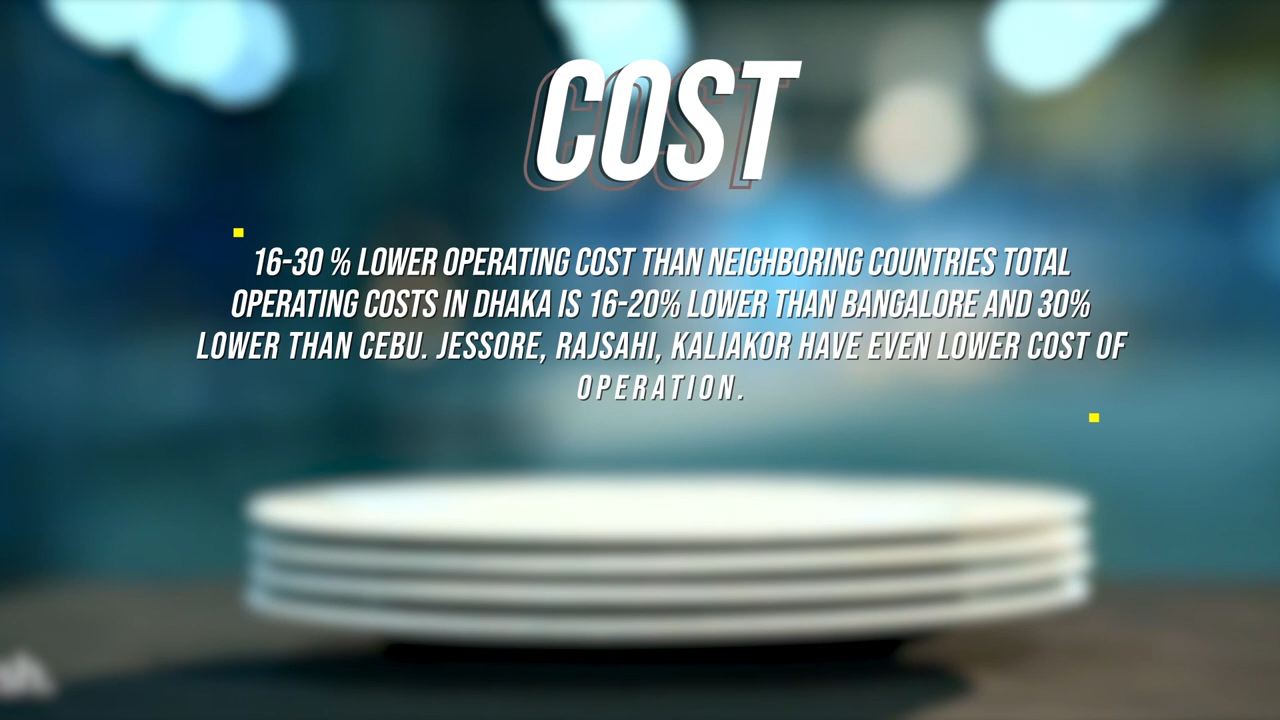 COST
16-30 % LOWER OPERATING COST THAN NEIGHBORING COUNTRIES TOTAL
OPERATING COSTS IN DHAKA IS 16-20% LOWER THAN BANGALORE AND 30%
LOWER THAN CEBU. JESSORE, RAJSAHI, KALIAKOR HAVE EVEN LOWER COST OF
OPERATION.